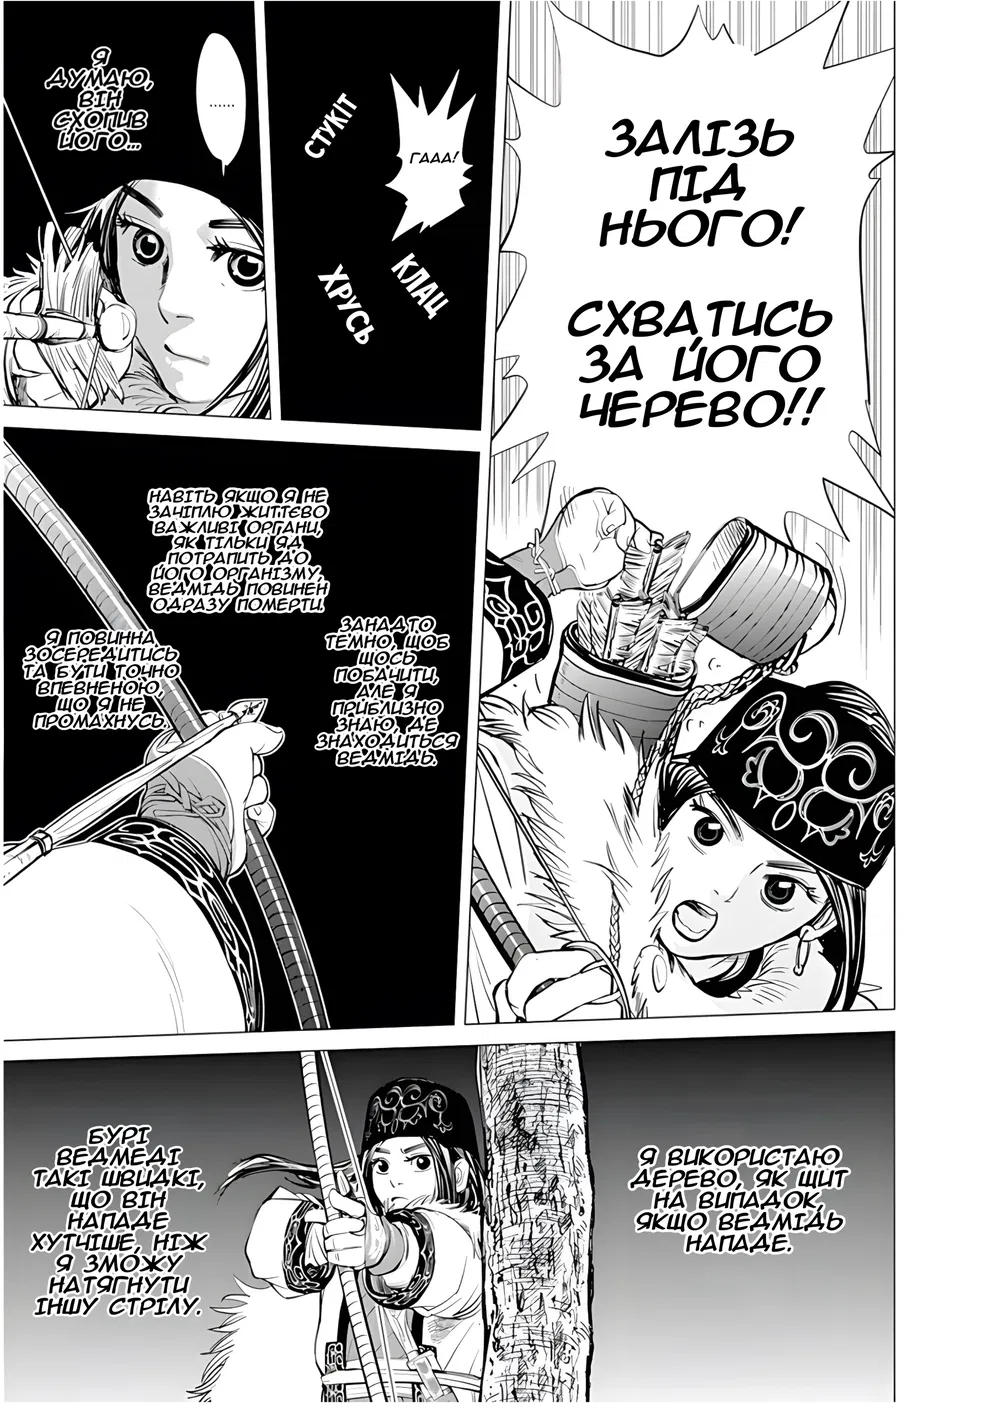 ЗАЛІЗЬ
ПІД
НЬОГО!
СХВАТИСЬ
ЗА ЙОГО
ЧЕРЕВО!!
ГААА!
СТУКІТ
КЛАЦ
ХРУСЬ
......
Я
ДУМАЮ,
ВІН
СХОПИВ
ЙОГО...
ЗАНАДТО
ТЕМНО, ЩОБ
ЩОСЬ
ПОБАЧИТИ,
АЛЕ Я
ПРИБЛИЗНО
ЗНАЮ, ДЕ
ЗНАХОДИТЬСЯ
ВЕДМІДЬ.
НАВІТЬ ЯКЩО Я НЕ
ЗАЧІПЛЮ ЖИТТЄВО
ВАЖЛИВІ ОРГАНИ,
ЯК ТІЛЬКИ ЯД
ПОТРАПИТЬ ДО
ЙОГО ОРГАНІЗМУ,
ВЕДМІДЬ ПОВИНЕН
ОДРАЗУ ПОМЕРТИ.
Я ПОВИННА
ЗОСЕРЕДИТИСЬ
ТА БУТИ ТОЧНО
ВПЕВНЕНОЮ,
ЩО Я НЕ
ПРОМАХНУСЬ.
Я ВИКОРИСТАЮ
ДЕРЕВО, ЯК ЩИТ
НА ВИПАДОК,
ЯКЩО ВЕДМІДЬ
НАПАДЕ.
БУРІ
ВЕДМЕДІ
ТАКІ ШВИДКІ,
ЩО ВІН
НАПАДЕ
ХУТЧІШЕ, НІЖ
Я ЗМОЖУ
НАТЯГНУТИ
ІНШУ СТРІЛУ.